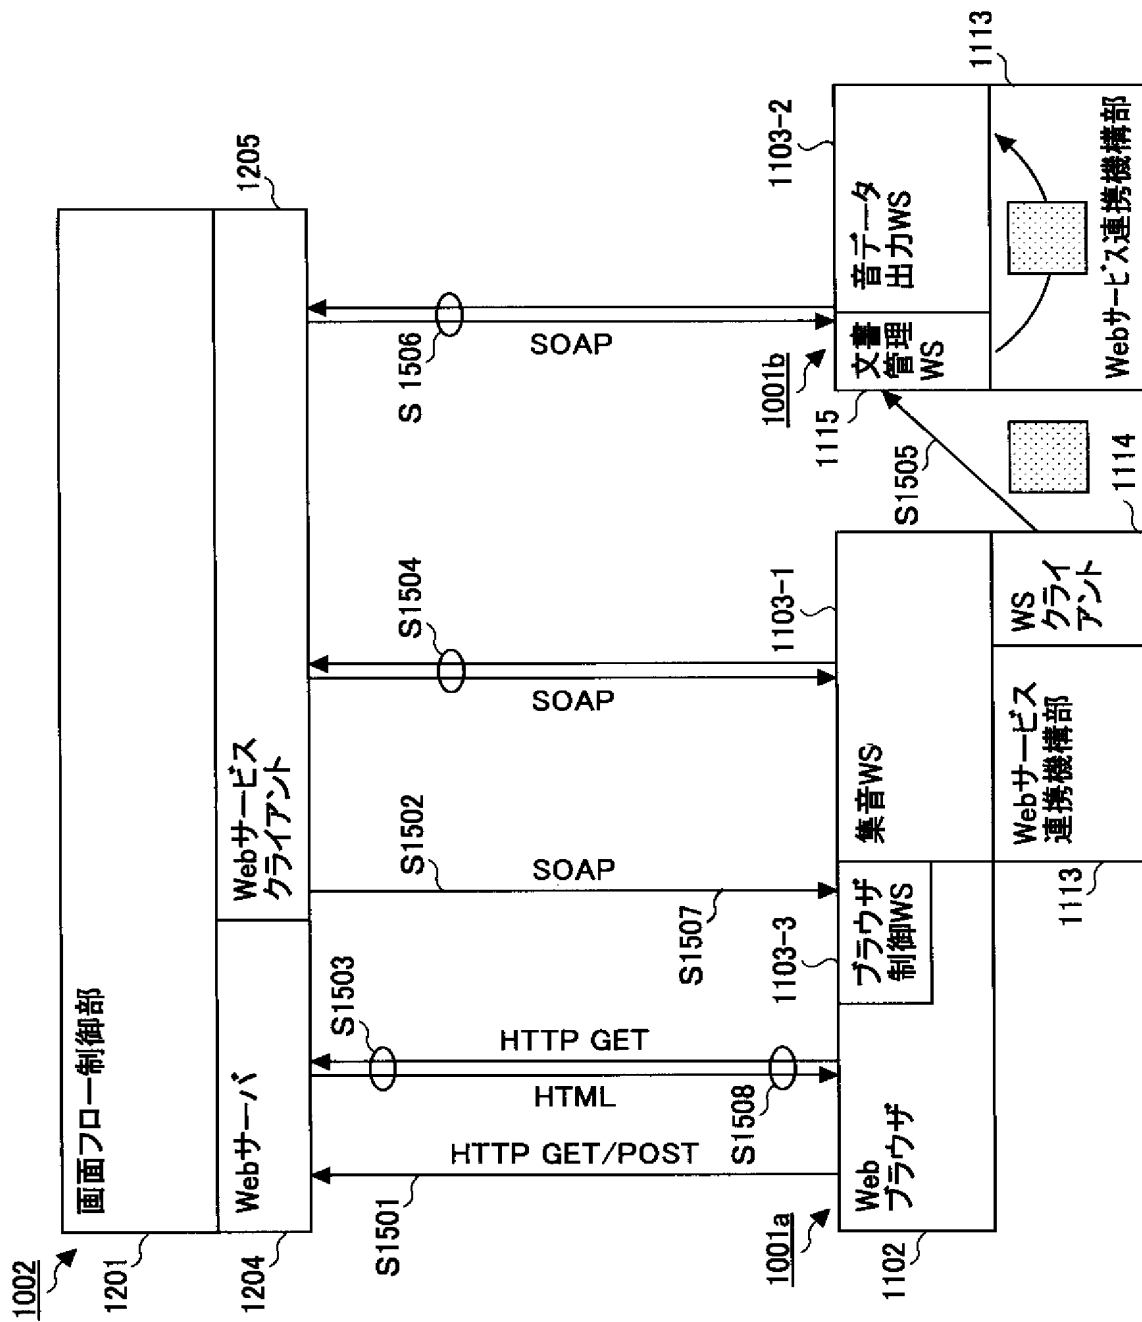 1002
1201
画面フロー制御部
1204
Webサーバ
Webサービス
クライアント
1205
S1501
HTTP GET/POST
S1503
HTTP GET
HTML
S1508
S1502
SOAP
S1507
S1504
SOAP
S 1506
SOAP
1001a
1102
Web
ブラウザ
1103-3
ブラウザ
制御WS
1103-1
集音WS
1113
Webサービス
連携機構部
WS
クライ
アント
1114
S1505
1001b
1115
文書
管理
WS
1103-2
音データ
出力WS
Webサービス連携機構部
1113